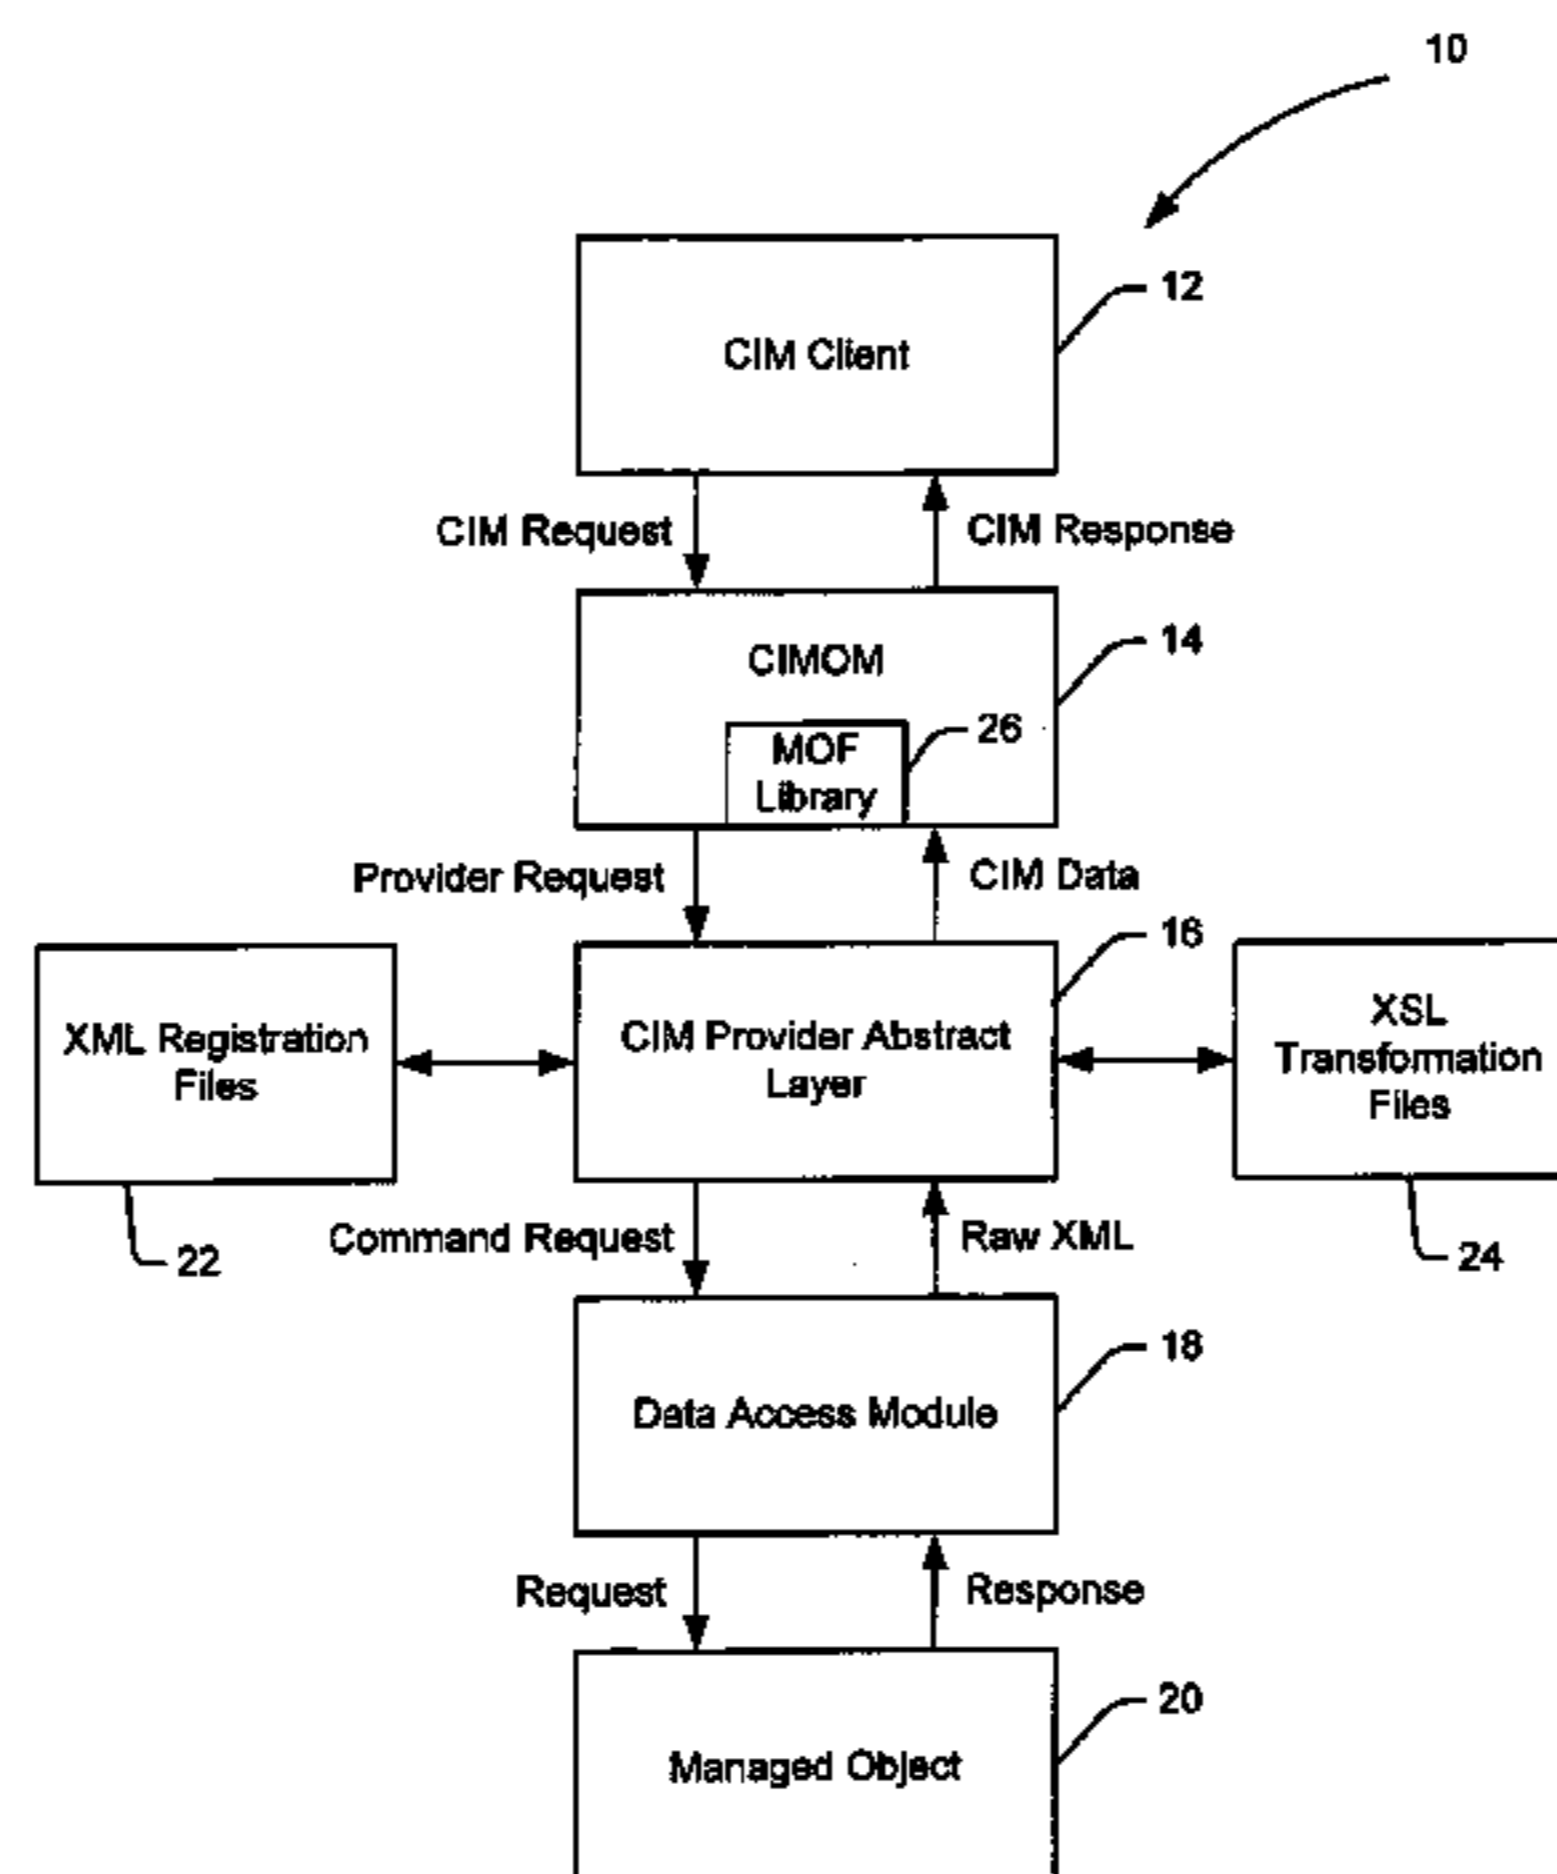 10
12
CIM Client
CIM Request
CIM Response
14
CIMOM
26
MOF
Library
Provider Request
CIM Data
16
XML Registration
Files
CIM Provider Abstract
Layer
XSL
Transformation
Files
22
Command Request
Raw XML
24
18
Data Access Module
Request
Response
20
Managed Object